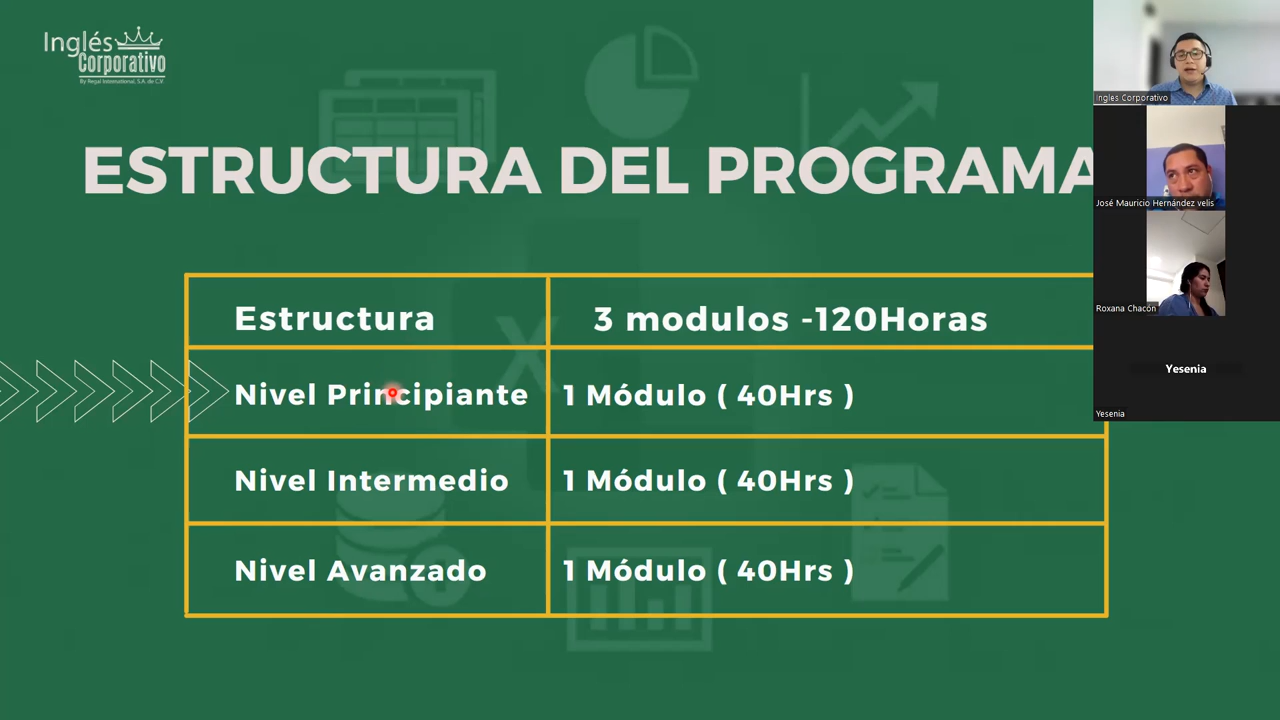 Inglés
Corporativo
By Regal International, S.A. de C.V.
ESTRUCTURA DEL PROGRAMA
Estructura
3 modulos -120Horas
Nivel Principiante
1 Módulo ( 40Hrs )
Nivel Intermedio
1 Módulo ( 40Hrs )
Nivel Avanzado
1 Módulo ( 40Hrs )
Ingles Corporativo
José Mauricio Hernández velis
Roxana Chacón
Yesenia
Yesenia